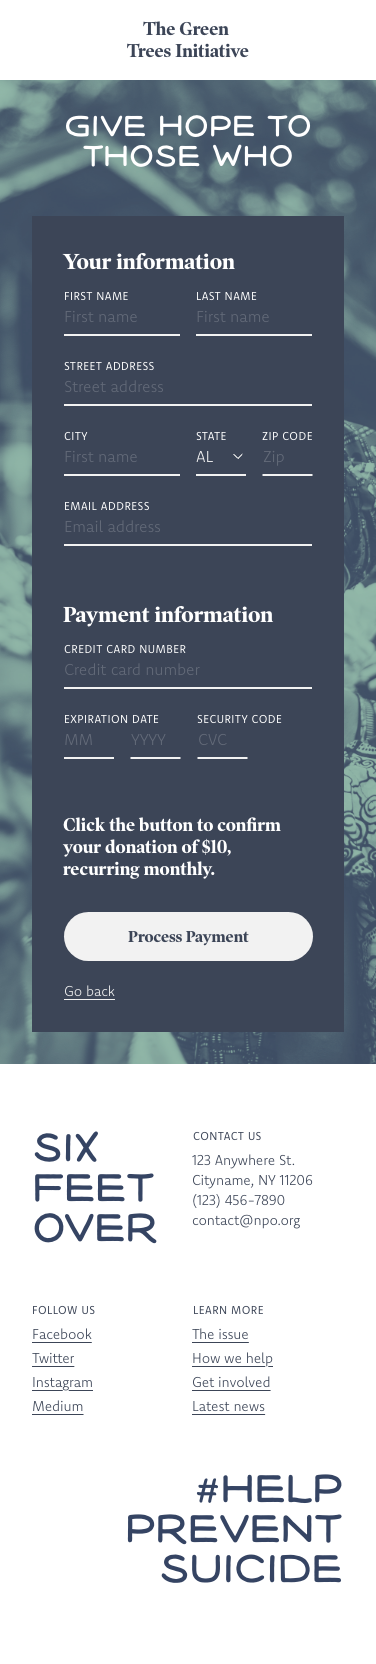 The Green
Trees Initiative
GIVE HOPE TO
THOSE WHO
Your information
FIRST NAME LAST NAME
First name First name
STREET ADDRESS
Street address
CITY STATE ZIP CODE
First name AL Zip
EMAIL ADDRESS
Email address
Payment information
CREDIT CARD NUMBER
Credit card number
EXPIRATION DATE SECURITY CODE
MM YYYY CVC
Click the button to confirm
your donation of $10,
recurring monthly.
Process Payment
Go back
SIX
FEET
OVER
CONTACT US
123 Anywhere St.
Cityname, NY 11206
(123) 456-7890
contact@npo.org
FOLLOW US
Facebook
Twitter
Instagram
Medium
LEARN MORE
The issue
How we help
Get involved
Latest news
#HELP
PREVENT
SUICIDE